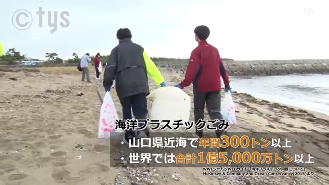 © tys
海洋プラスチックごみ
・山口県近海で年間300トン以上
・世界では合計1億5,000万トン以上